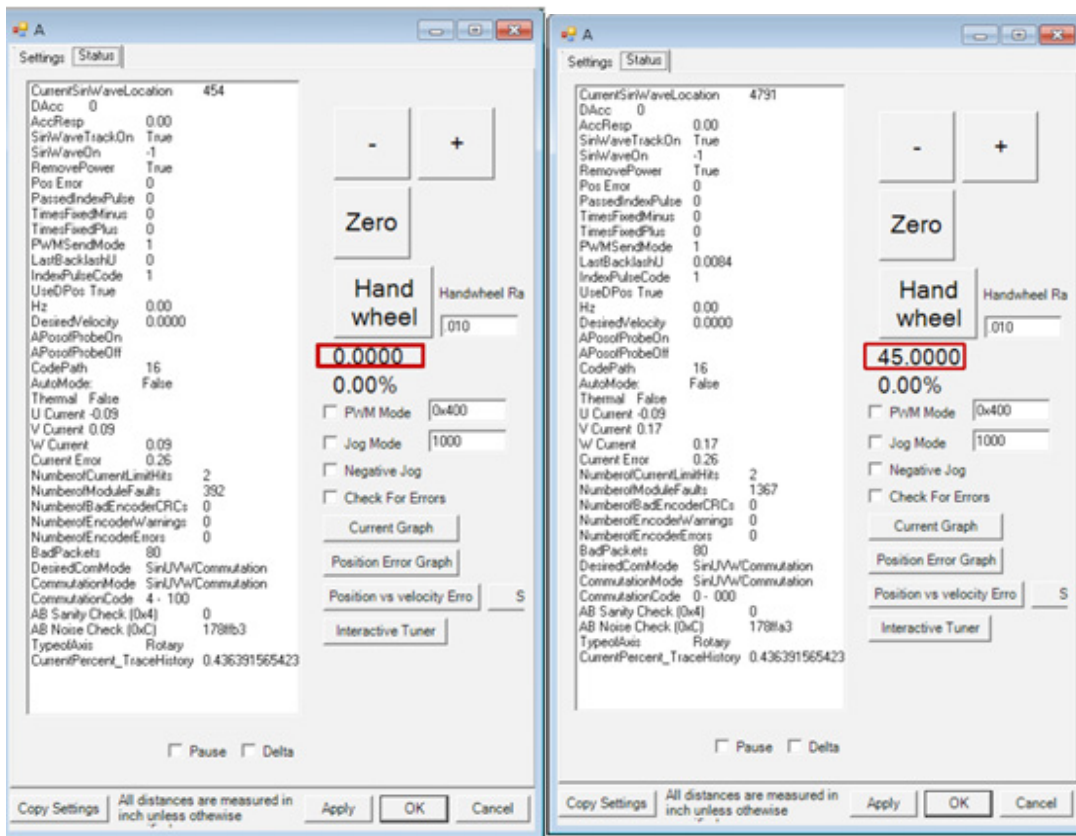 A
Settings Status
CurrentSinWaveLocation 454
DAcc 0
AccResp 0.00
SinWaveTrackOn True
SinWaveOn -1
RemovePower True
Pos Error 0
PassedIndexPulse 0
TimesFixedMinus 0
TimesFixedPlus 0
PWMSendMode 1
LastBacklashU 0
IndexPulseCode 1
UseDPos True
Hz 0.00
DesiredVelocity 0.0000
APosofProbeOn
APosofProbeOff
CodePath 16
AutoMode: False
Thermal False
U Current -0.09
V Current 0.09
W Current 0.09
Current Error 0.26
NumberofCurrentLimitHits 2
NumberofModuleFaults 392
NumberofBadEncoderCRCs 0
NumberofEncoderWarnings 0
NumberofEncoderErrors 0
BadPackets 80
DesiredComMode SinUVWCommutation
CommutationMode SinUVWCommutation
CommutationCode 4 - 100
AB Sanity Check (0x4) 0
AB Noise Check (0xC) 178ffb3
TypeofAxis Rotary
CurrentPercent_TraceHistory 0.436391565423
- +
Zero
Hand
wheel
Handwheel Ra
.010
0.0000
0.00%
PWM Mode 0x400
Jog Mode 1000
Negative Jog
Check For Errors
Current Graph
Position Error Graph
Position vs velocity Erro S
Interactive Tuner
Pause Delta
Copy Settings
All distances are measured in
inch unless otherwise
Apply OK Cancel
A
Settings Status
CurrentSinWaveLocation 4791
DAcc 0
AccResp 0.00
SinWaveTrackOn True
SinWaveOn -1
RemovePower True
Pos Error 0
PassedIndexPulse 0
TimesFixedMinus 0
TimesFixedPlus 0
PWMSendMode 1
LastBacklashU 0.0084
IndexPulseCode 1
UseDPos True
Hz 0.00
DesiredVelocity 0.0000
APosofProbeOn
APosofProbeOff
CodePath 16
AutoMode: False
Thermal False
U Current -0.09
V Current 0.17
W Current 0.17
Current Error 0.26
NumberofCurrentLimitHits 2
NumberofModuleFaults 1367
NumberofBadEncoderCRCs 0
NumberofEncoderWarnings 0
NumberofEncoderErrors 0
BadPackets 80
DesiredComMode SinUVWCommutation
CommutationMode SinUVWCommutation
CommutationCode 0 - 000
AB Sanity Check (0x4) 0
AB Noise Check (0xC) 178ffa3
TypeofAxis Rotary
CurrentPercent_TraceHistory 0.436391565423
- +
Zero
Hand
wheel
Handwheel Ra
.010
45.0000
0.00%
PWM Mode 0x400
Jog Mode 1000
Negative Jog
Check For Errors
Current Graph
Position Error Graph
Position vs velocity Erro S
Interactive Tuner
Pause Delta
Copy Settings
All distances are measured in
inch unless otherwise
Apply OK Cancel